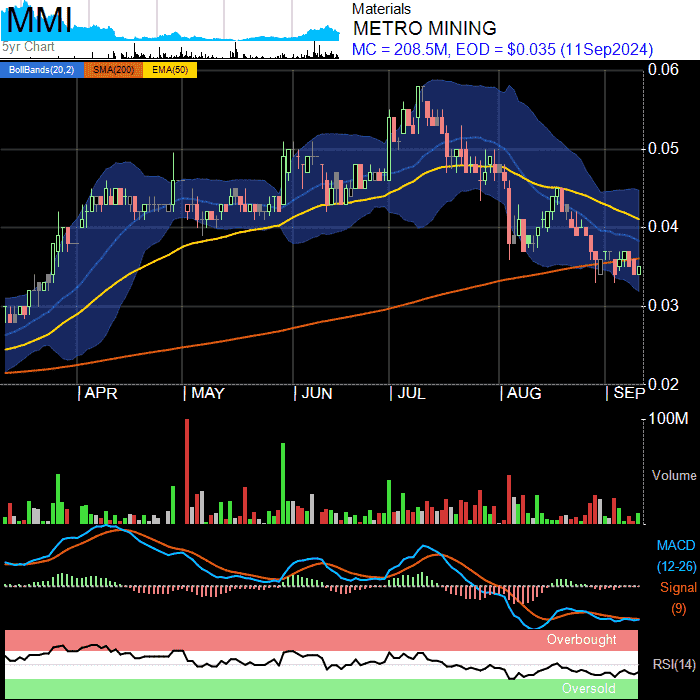 MMI
5yr Chart
Materials
METRO MINING
MC = 208.5M, EOD = $0.035 (11Sep2024)
BollBands(20,2) SMA(200) EMA(50)
0.06
0.05
0.04
0.03
0.02
| APR | MAY | JUN | JUL | AUG | SEP
100M
Volume
MACD
(12-26)
Signal
(9)
Overbought
RSI(14)
Oversold